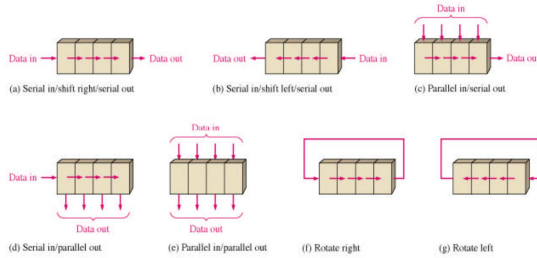 Data in
Data in
Data out
Data out
Data in
Data out
(a) Serial in/shift right/serial out
(b) Serial in/shift left/serial out
(c) Parallel in/serial out
Data in
Data in
Data out
Data out
(d) Serial in/parallel out
(e) Parallel in/parallel out
(f) Rotate right
(g) Rotate left